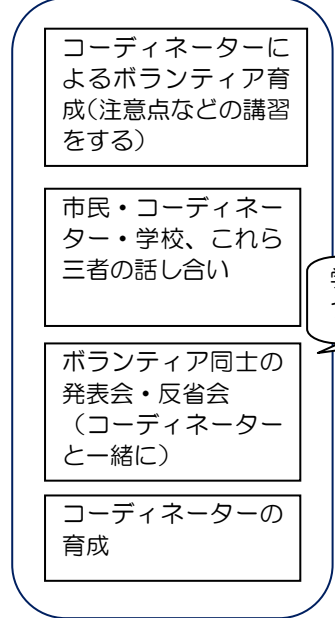 コーディネーターに
よるボランティア育
成(注意点などの講習
をする)
市民・コーディネー
ター・学校、これら
三者の話し合い
ボランティア同士の
発表会・反省会
(コーディネーター
と一緒に)
コーディネーターの
育成